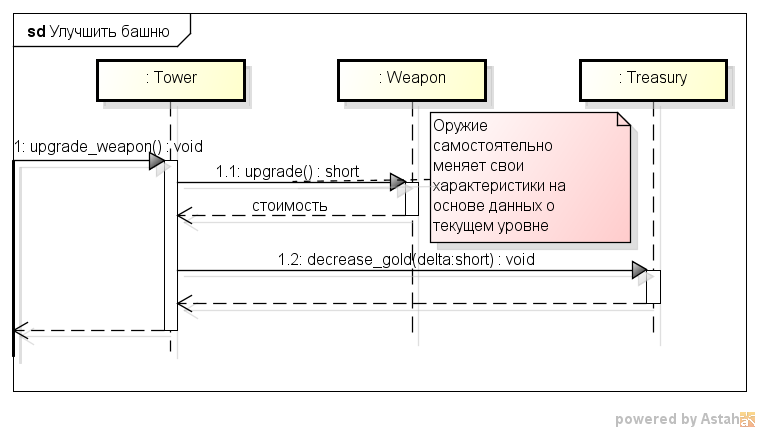 sd Улучшить башню
: Tower
: Weapon
: Treasury
Оружие
самостоятельно
меняет свои
характеристики на
основе данных о
текущем уровне
1: upgrade_weapon() : void
1.1: upgrade() : short
стоимость
1.2: decrease_gold(delta:short) : void
powered by Astah